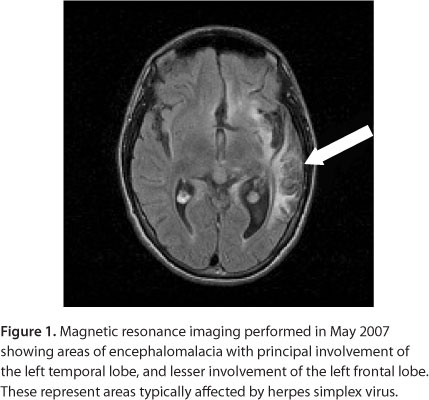 Figure 1. Magnetic resonance imaging performed in May 2007
showing areas of encephalomalacia with principal involvement of
the left temporal lobe, and lesser involvement of the left frontal lobe.
These represent areas typically affected by herpes simplex virus.